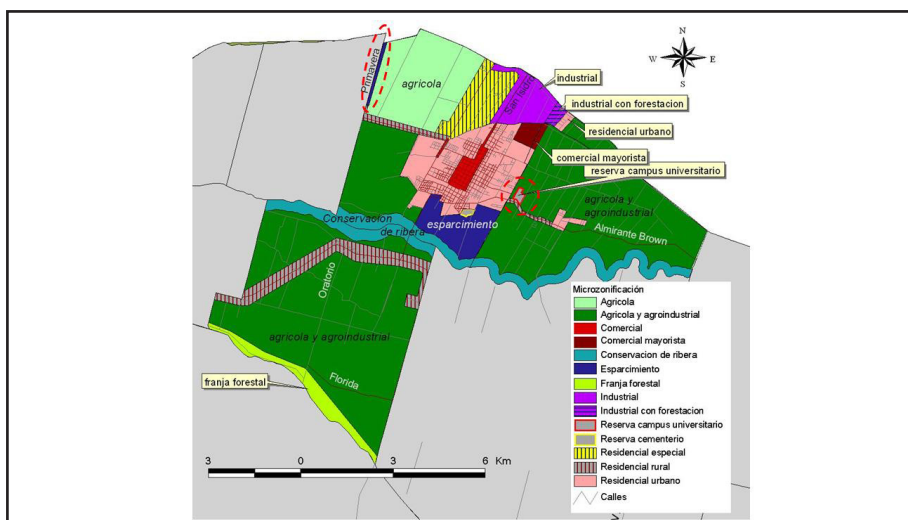 N
W E
S
Primavera
agrícola
San Isidro
industrial
industrial con forestacion
residencial urbano
comercial mayorista
reserva campus universitario
agrícola y
agroindustrial
Almirante Brown
esparcimiento
Conservacion
de ribera
Oratorio
agrícola y agroindustrial
Florida
franja forestal
Microzonificación
Agricola
Agricola y agroindustrial
Comercial
Comercial mayorista
Conservacion de ribera
Esparcimiento
Franja forestal
Industrial
Industrial con forestacion
Reserva campus universitario
Reserva cementerio
Residencial especial
Residencial rural
Residencial urbano
Calles
3 0 3 6 Km